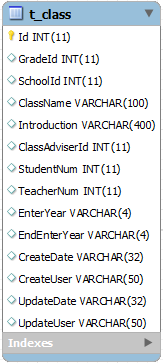 t_class
Id INT(11)
GradeId INT(11)
SchoolId INT(11)
ClassName VARCHAR(100)
Introduction VARCHAR(400)
ClassAdviserId INT(11)
StudentNum INT(11)
TeacherNum INT(11)
EnterYear VARCHAR(4)
EndEnterYear VARCHAR(4)
CreateDate VARCHAR(32)
CreateUser VARCHAR(50)
UpdateDate VARCHAR(32)
UpdateUser VARCHAR(50)
Indexes